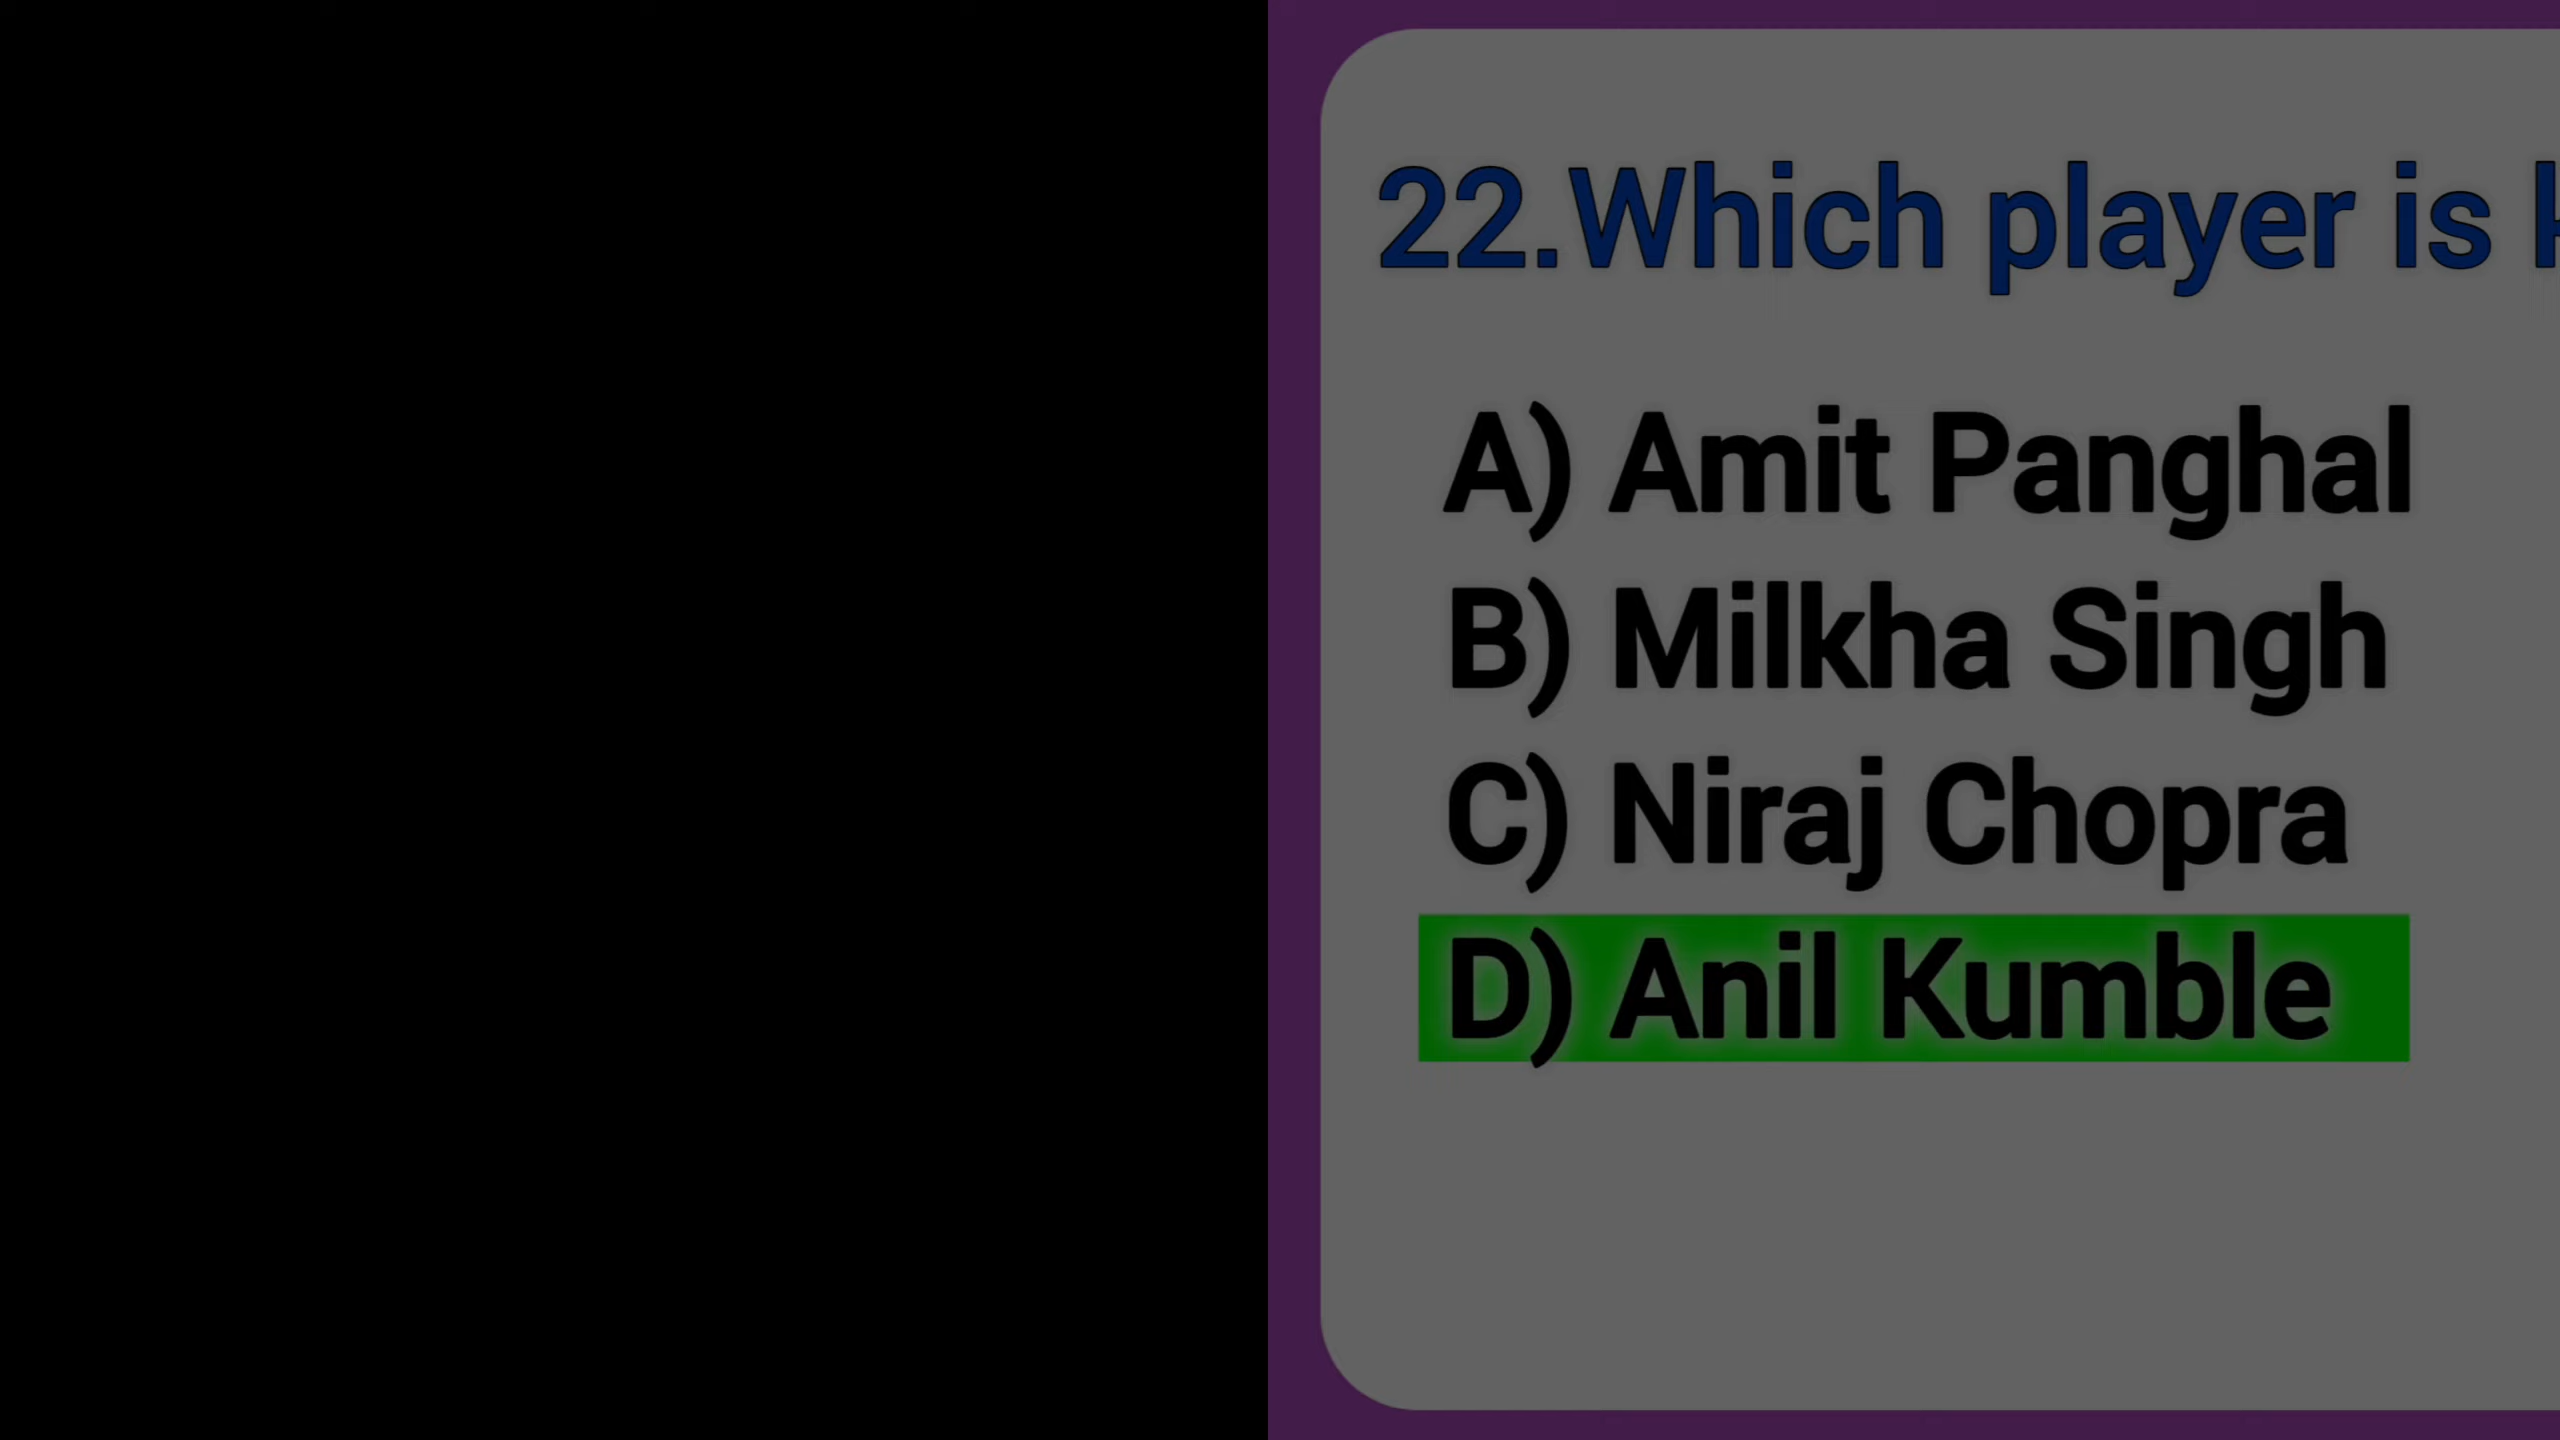 22.Which player is
A) Amit Panghal
B) Milkha Singh
C) Niraj Chopra
D) Anil Kumble